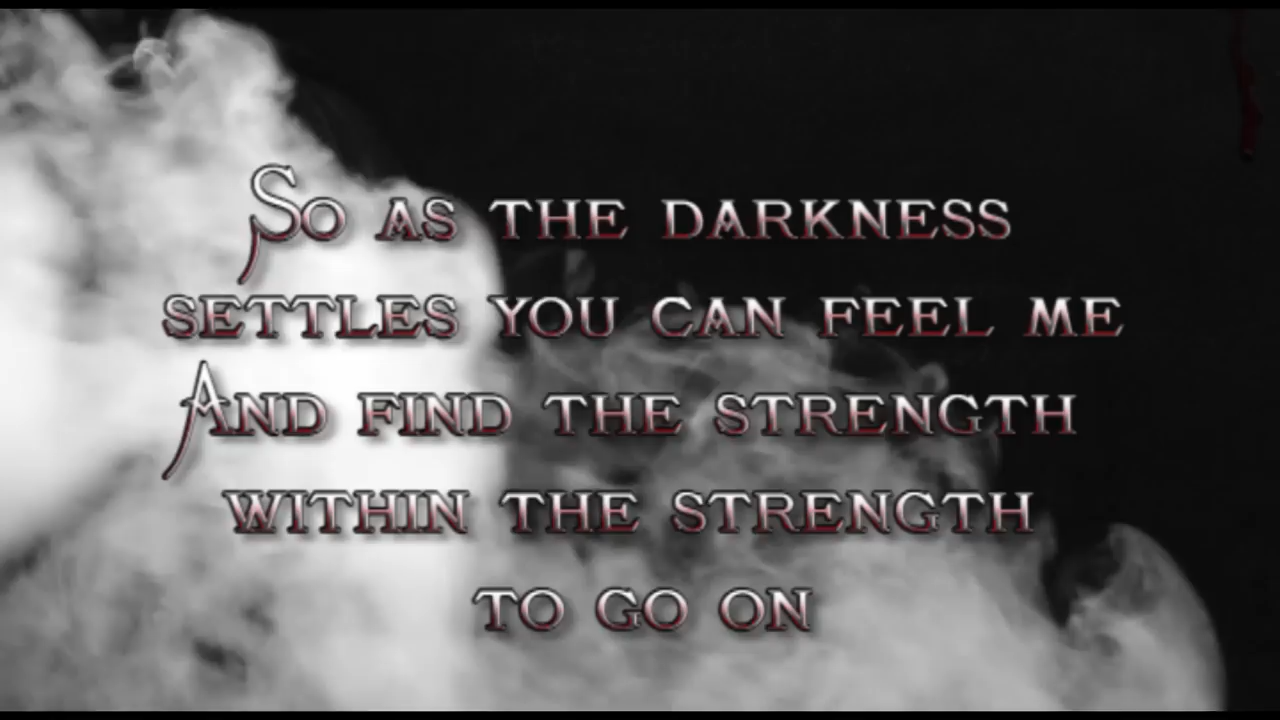 So as the darkness
settles you can feel me
And find the strength
within the strength
to go on